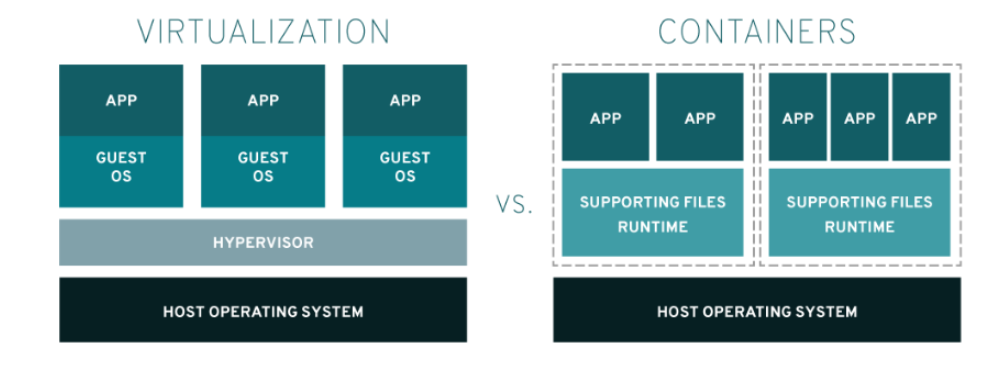 VIRTUALIZATION
APP
APP
APP
GUEST
OS
GUEST
OS
GUEST
OS
HYPERVISOR
HOST OPERATING SYSTEM
VS.
CONTAINERS
APP
APP
APP
APP
APP
SUPPORTING FILES
RUNTIME
SUPPORTING FILES
RUNTIME
HOST OPERATING SYSTEM